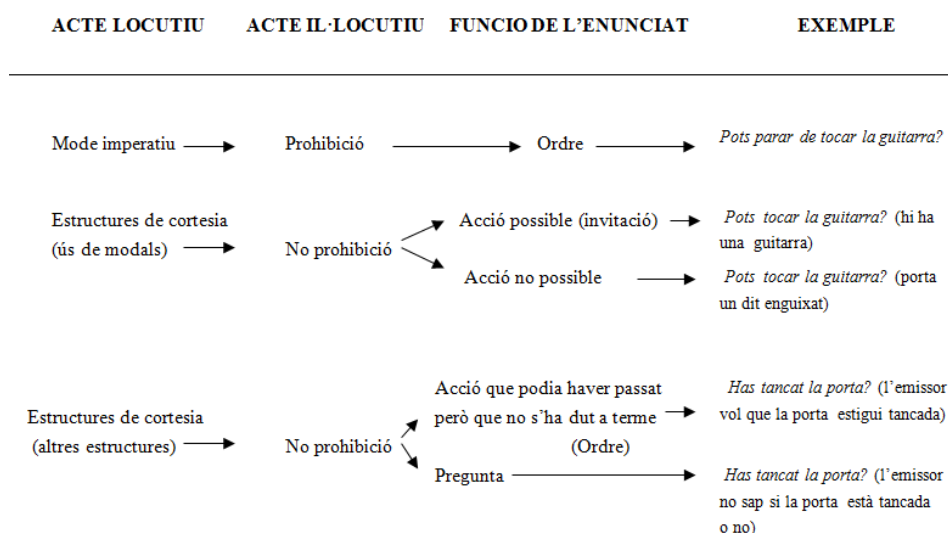 ACTE LOCUTIU ACTE IL·LOCUTIU FUNCIO DE L'ENUNCIAT EXEMPLE
Mode imperatiu Prohibició Ordre Pots parar de tocar la guitarra?
Estructures de cortesia
(ús de modals)
No prohibició
Acció possible (invitació)
Pots tocar la guitarra? (hi ha
una guitarra)
Acció no possible
Pots tocar la guitarra? (porta
un dit enguixat)
Estructures de cortesia
(altres estructures)
No prohibició
Acció que podia haver passat
però que no s'ha dut a terme
(Ordre)
Has tancat la porta? (l'emissor
vol que la porta estigui tancada)
Pregunta
Has tancat la porta? (l'emissor
no sap si la porta està tancada
o no)